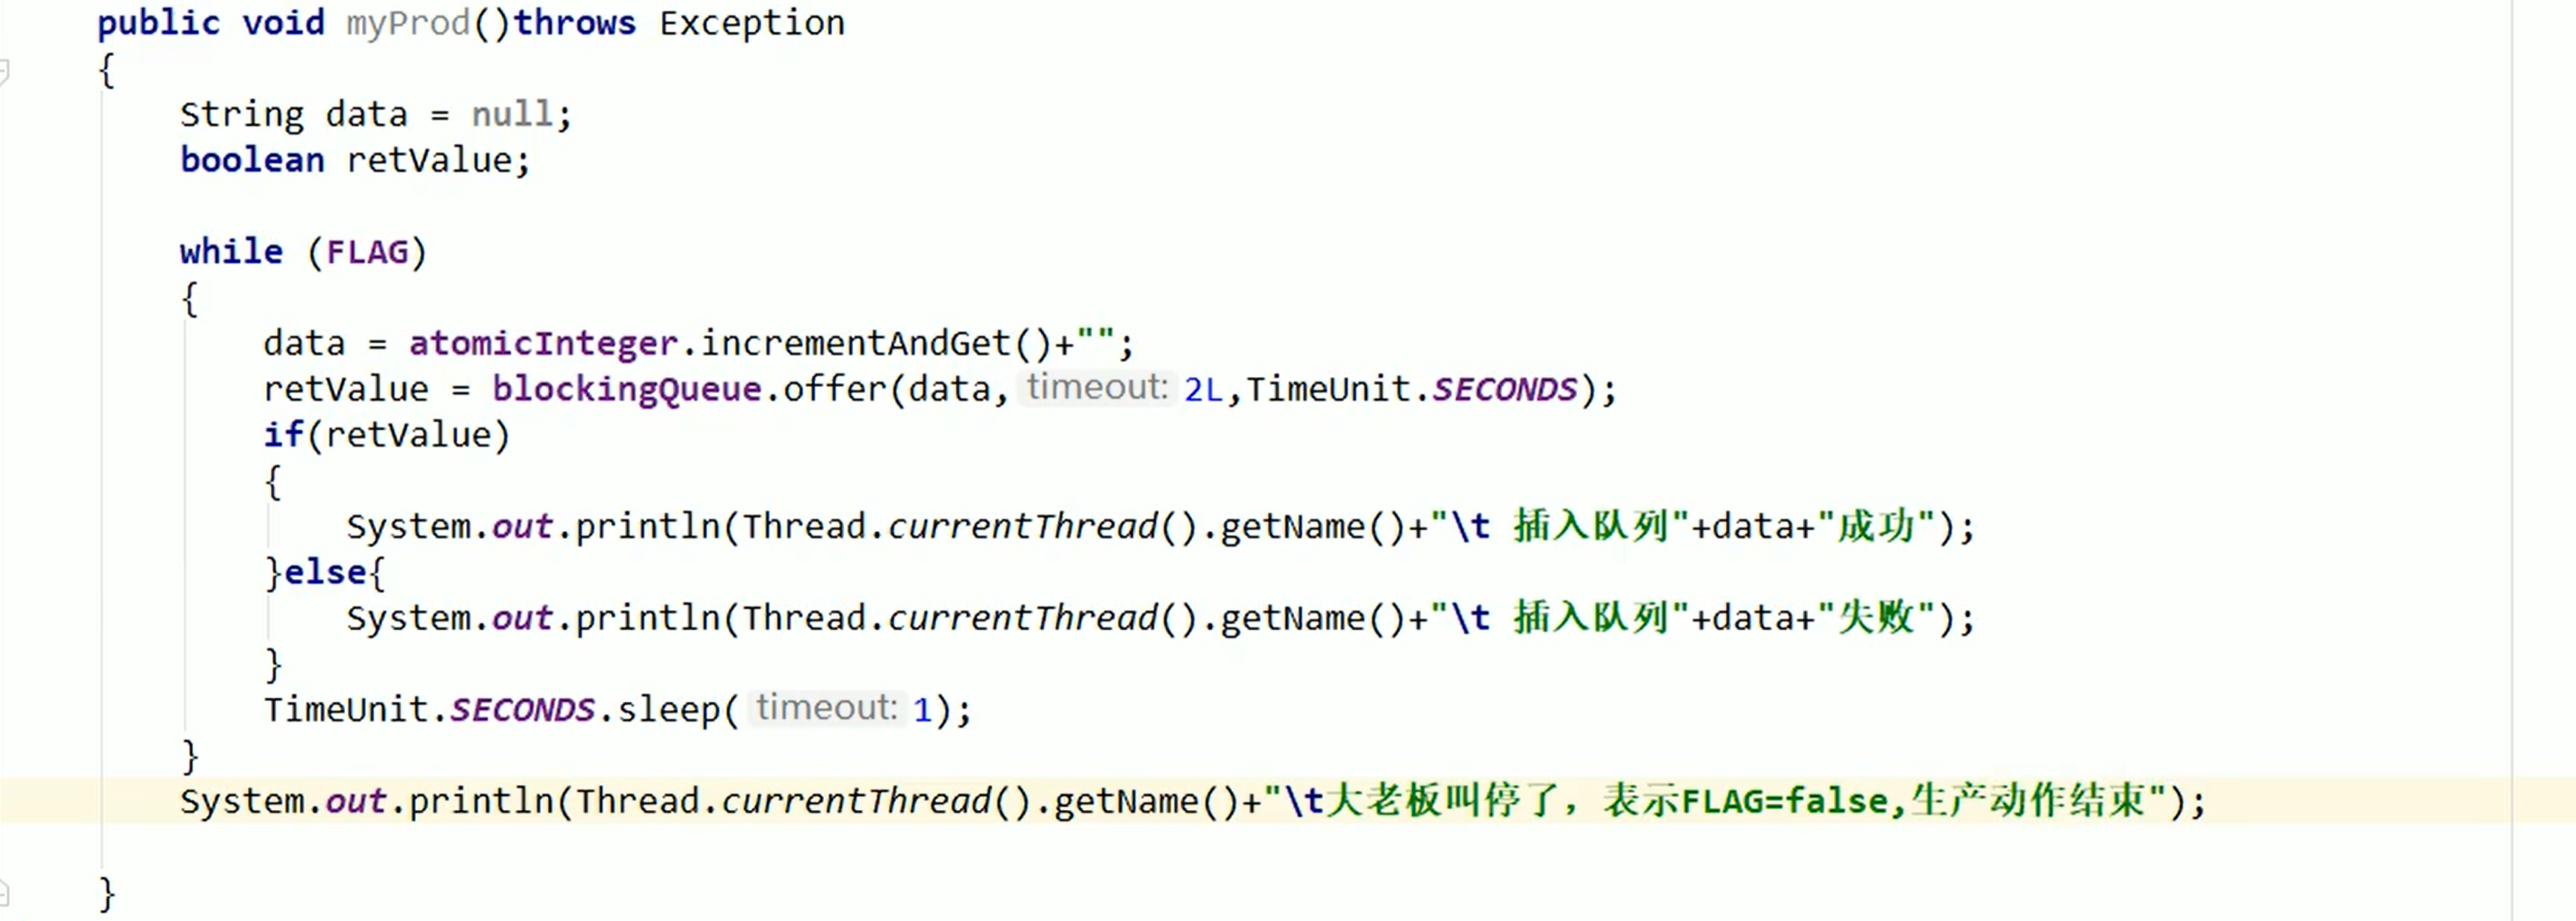 public void myProd()throws Exception
{
String data = null;
boolean retValue;
while (FLAG)
{
data = atomicInteger.incrementAndGet()+"";
retValue = blockingQueue.offer(data, timeout: 2L,TimeUnit.SECONDS);
if(retValue)
{
System.out.println(Thread.currentThread().getName()+"\t 插入队列"+data+"成功");
}else{
System.out.println(Thread.currentThread().getName()+"\t 插入队列"+data+"失败");
}
TimeUnit.SECONDS.sleep( timeout: 1);
}
System.out.println(Thread.currentThread().getName()+"\t大老板叫停了，表示FLAG=false,生产动作结束");
}